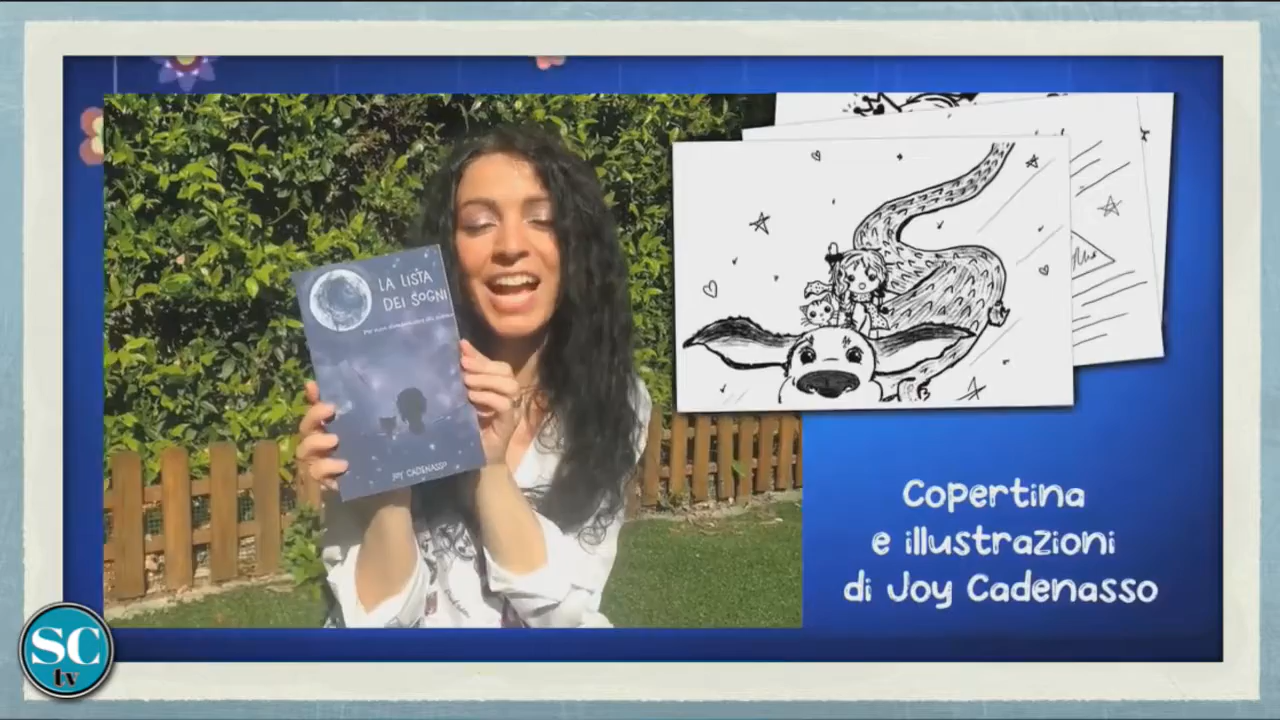 LA LISTA
DEI SOGNI
JOY CADENASSO
Copertina
e illustrazioni
di Joy Cadenasso
SC
tv